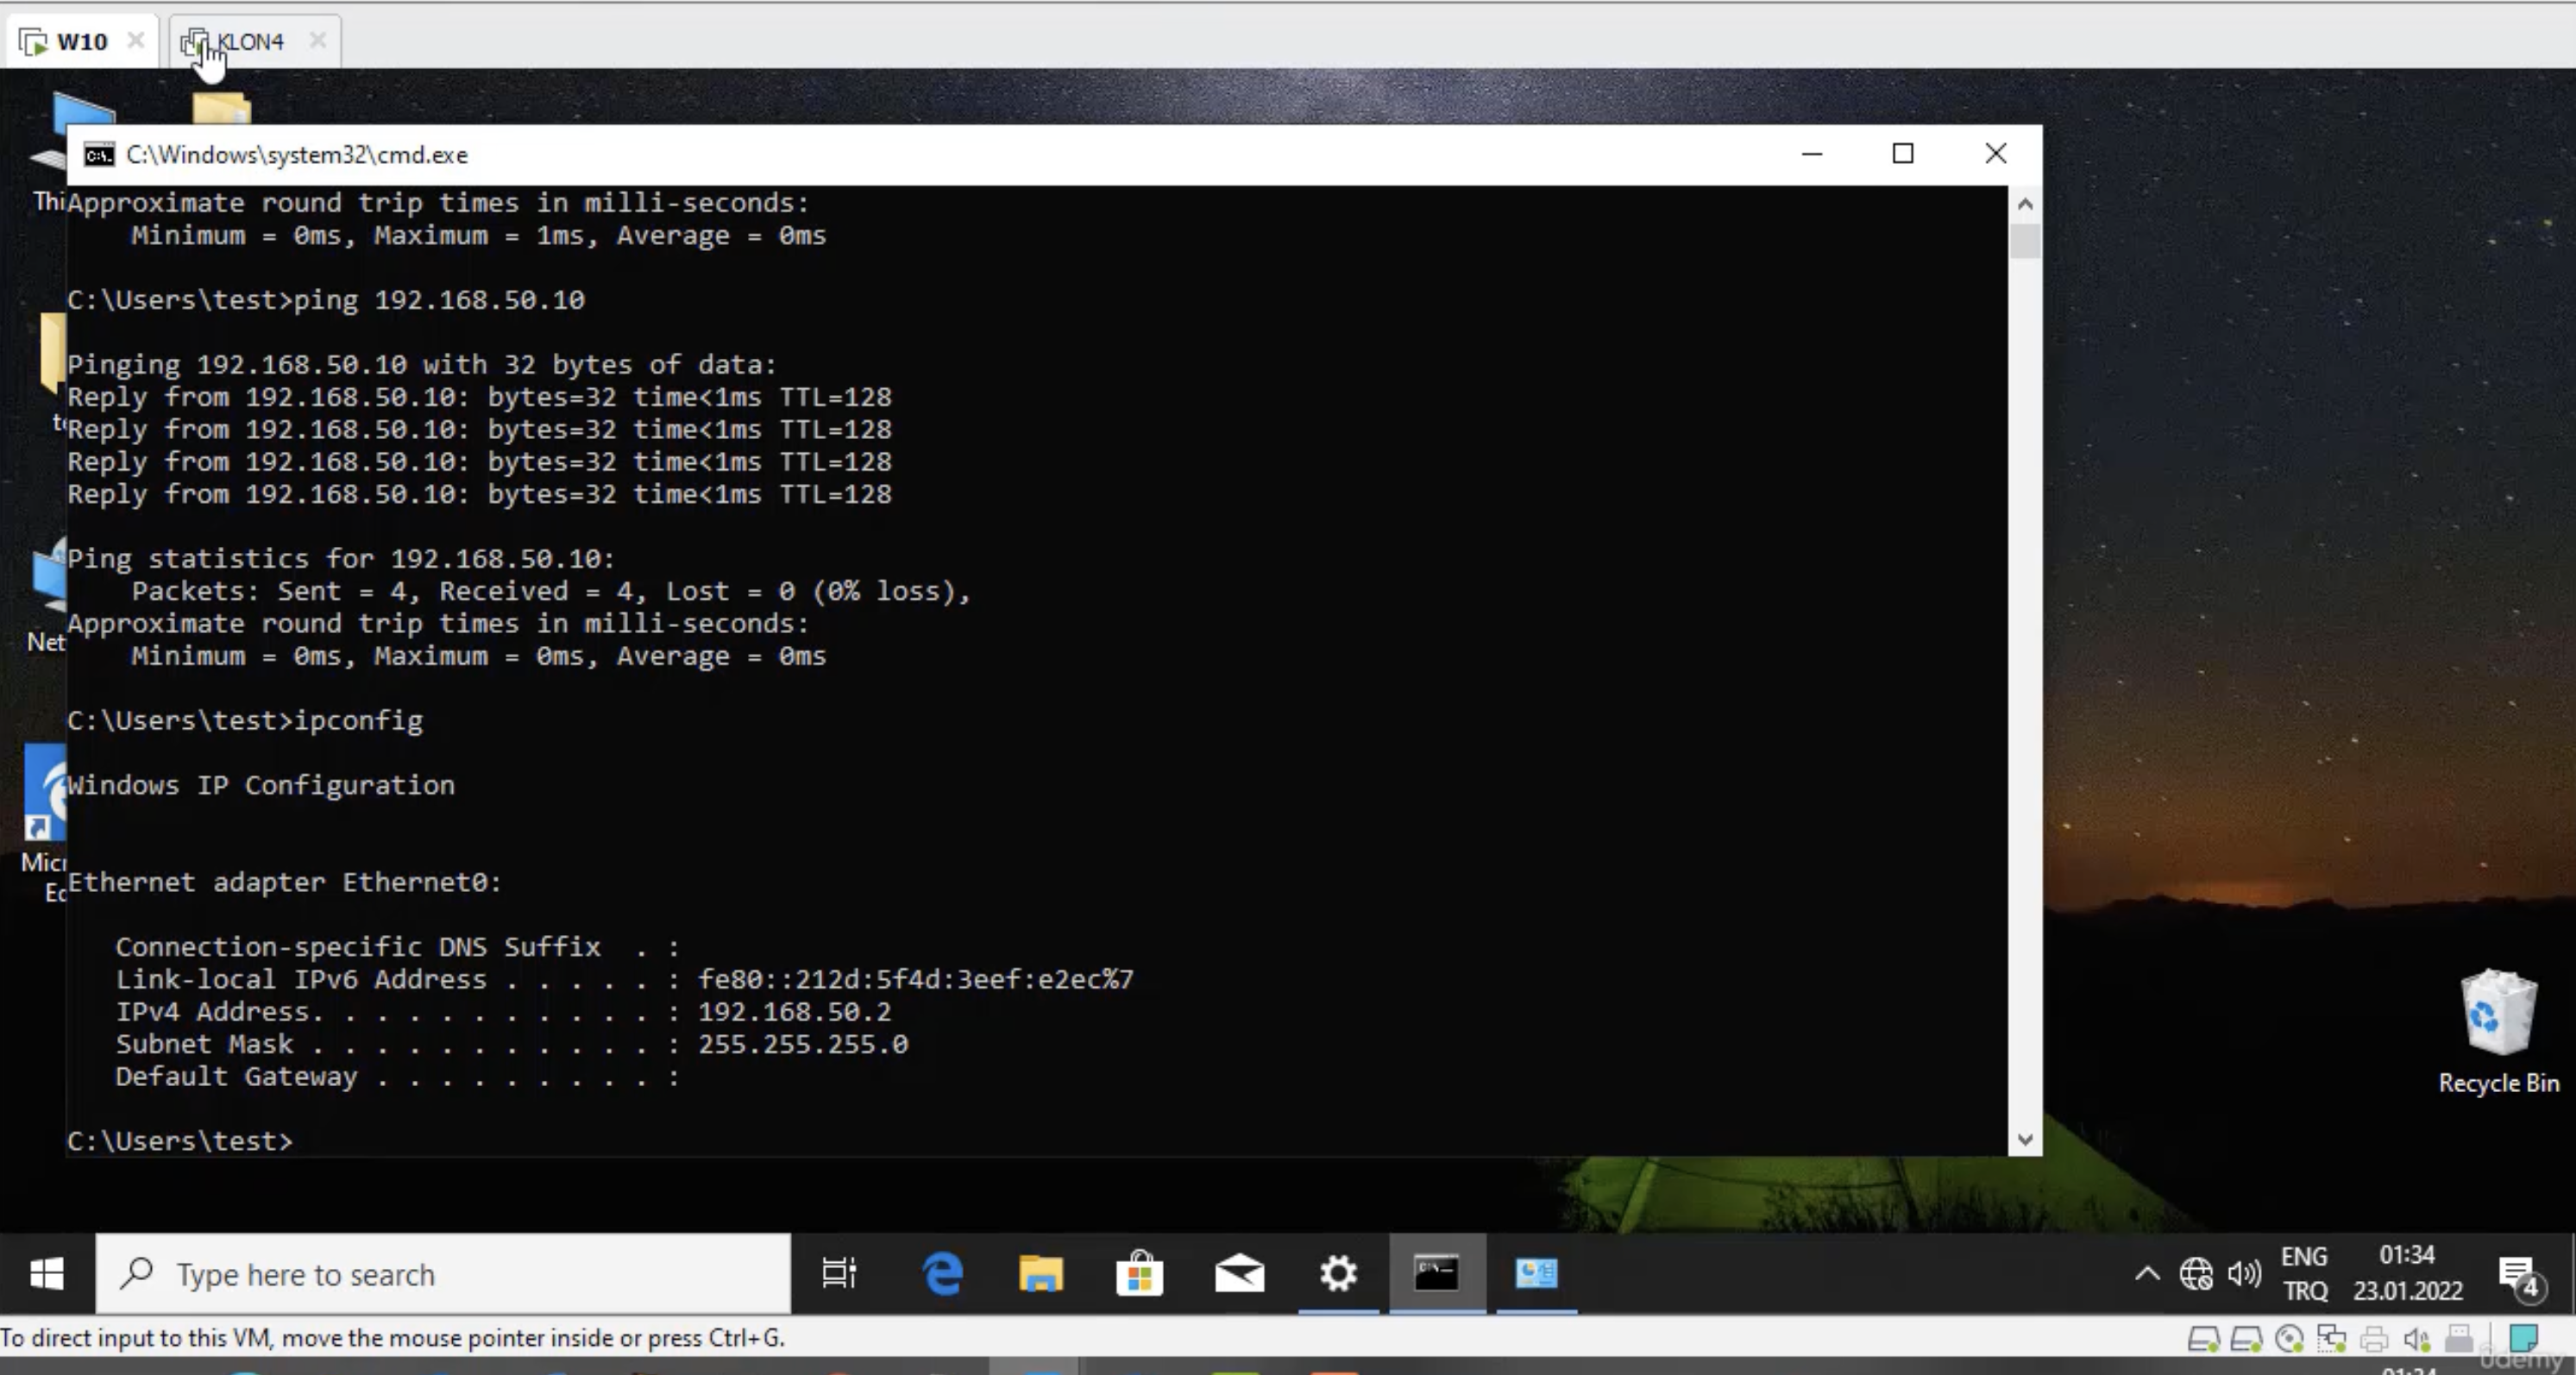 W10
KLON4
C:\Windows\system32\cmd.exe
Thi
Approximate round trip times in milli-seconds:
Minimum = 0ms, Maximum = 1ms, Average = 0ms
C:\Users\test>ping 192.168.50.10
Pinging 192.168.50.10 with 32 bytes of data:
Reply from 192.168.50.10: bytes=32 time<1ms TTL=128
Reply from 192.168.50.10: bytes=32 time<1ms TTL=128
Reply from 192.168.50.10: bytes=32 time<1ms TTL=128
Reply from 192.168.50.10: bytes=32 time<1ms TTL=128
Ping statistics for 192.168.50.10:
Packets: Sent = 4, Received = 4, Lost = 0 (0% loss),
Approximate round trip times in milli-seconds:
Minimum = 0ms, Maximum = 0ms, Average = 0ms
Net
C:\Users\test>ipconfig
Windows IP Configuration
Micr
Ed
Ethernet adapter Ethernet0:
Connection-specific DNS Suffix . :
Link-local IPv6 Address . . . . . : fe80::212d:5f4d:3eef:e2ec%7
IPv4 Address. . . . . . . . . . . : 192.168.50.2
Subnet Mask . . . . . . . . . . . : 255.255.255.0
Default Gateway . . . . . . . . . :
C:\Users\test>
Recycle Bin
Type here to search
ENG
TRQ
01:34
23.01.2022
4
To direct input to this VM, move the mouse pointer inside or press Ctrl+G.
udemy